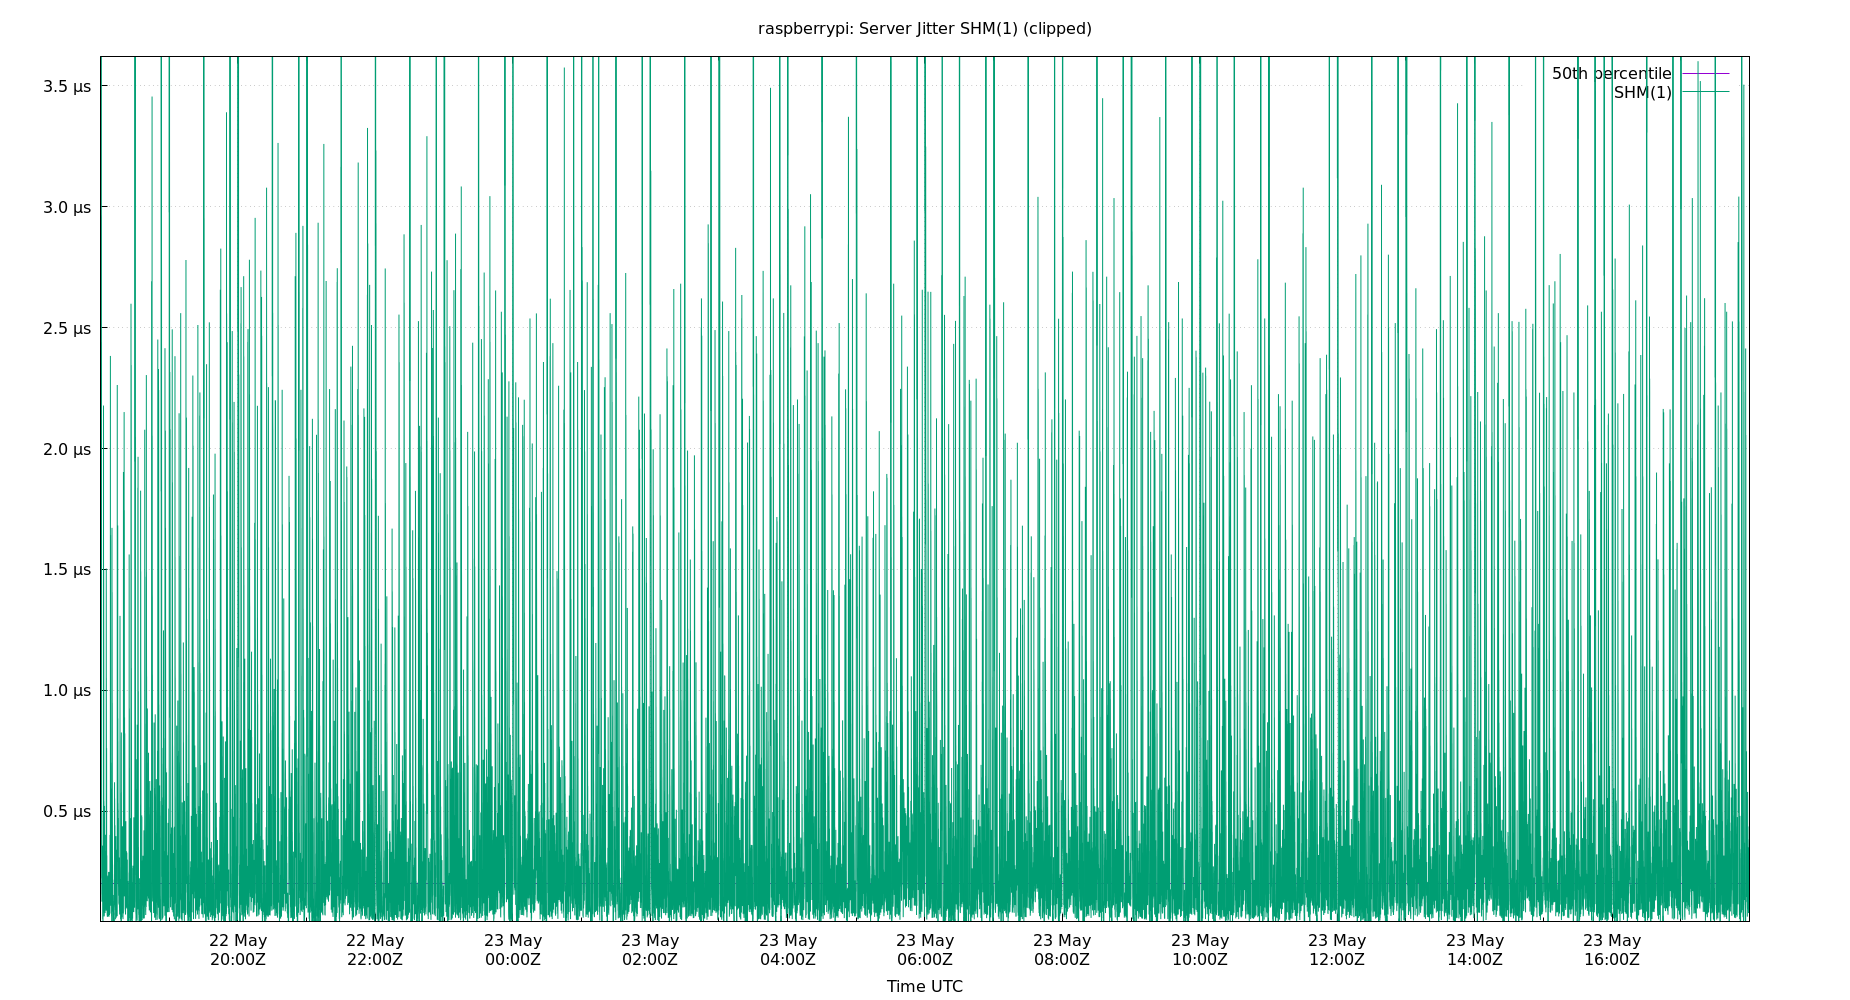 raspberrypi: Server Jitter SHM(1) (clipped)
50th percentile
SHM(1)
3.5 µs
3.0 µs
2.5 µs
2.0 µs
1.5 µs
1.0 µs
0.5 µs
22 May 22 May 23 May 23 May 23 May 23 May 23 May 23 May 23 May 23 May 23 May
20:00Z 22:00Z 00:00Z 02:00Z 04:00Z 06:00Z 08:00Z 10:00Z 12:00Z 14:00Z 16:00Z
Time UTC